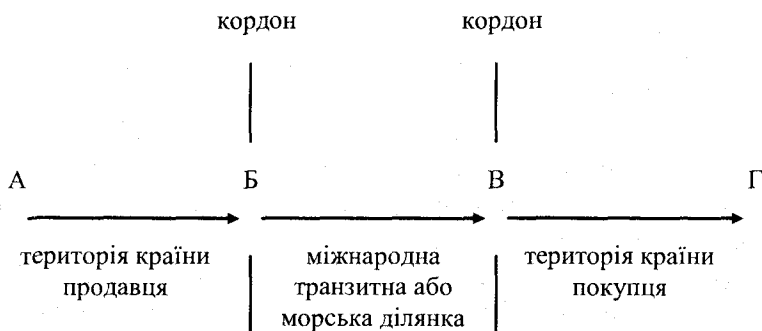 кордон кордон
А Б В Г
територія країни міжнародна територія країни
продавця транзитна або покупця
морська ділянка